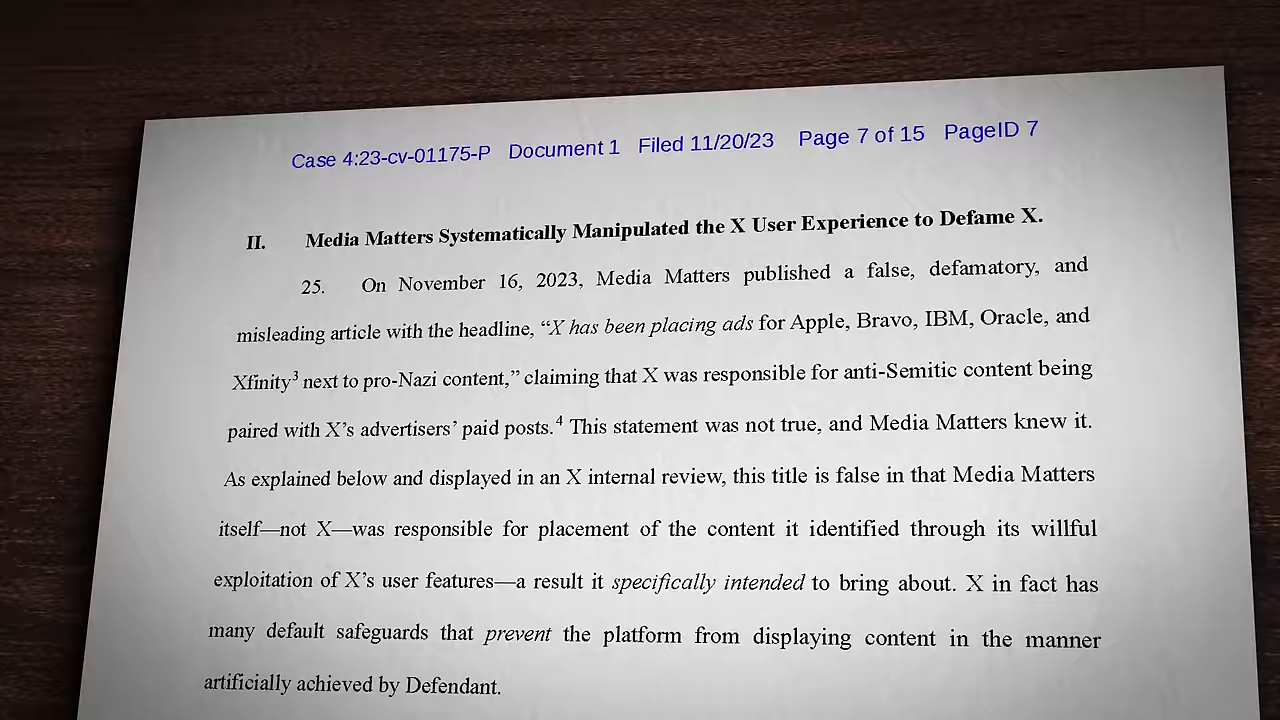 Case 4:23-cv-01175-P Document 1 Filed 11/20/23 Page 7 of 15 PageID 7
II. Media Matters Systematically Manipulated the X User Experience to Defame X.
25. On November 16, 2023, Media Matters published a false, defamatory, and
misleading article with the headline, “X has been placing ads for Apple, Bravo, IBM, Oracle, and
Xfinity³ next to pro-Nazi content,” claiming that X was responsible for anti-Semitic content being
paired with X’s advertisers’ paid posts.⁴ This statement was not true, and Media Matters knew it.
As explained below and displayed in an X internal review, this title is false in that Media Matters
itself—not X—was responsible for placement of the content it identified through its willful
exploitation of X’s user features—a result it specifically intended to bring about. X in fact has
many default safeguards that prevent the platform from displaying content in the manner
artificially achieved by Defendant.